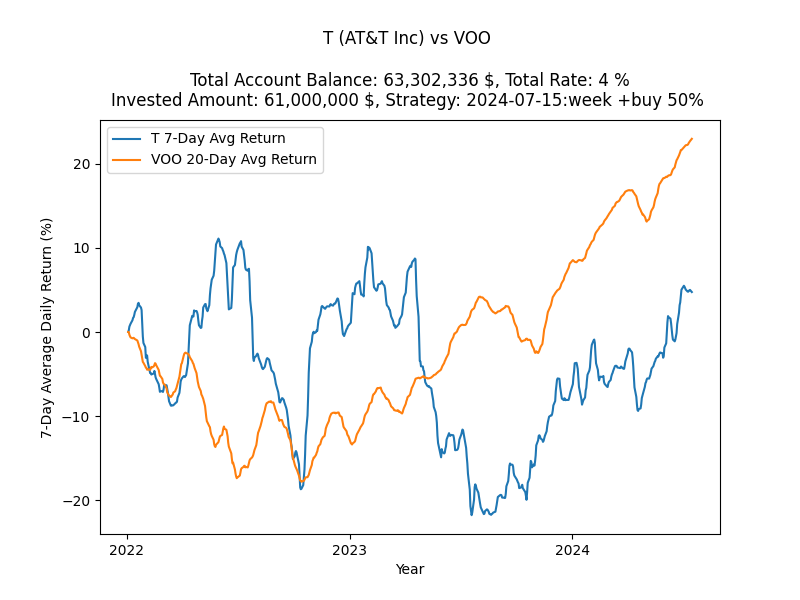 T (AT&T Inc) vs VOO
Total Account Balance: 63,302,336 $, Total Rate: 4 %
Invested Amount: 61,000,000 $, Strategy: 2024-07-15:week +buy 50%
T 7-Day Avg Return
VOO 20-Day Avg Return
7-Day Average Daily Return (%)
20
10
0
−10
−20
2022
2023
2024
Year